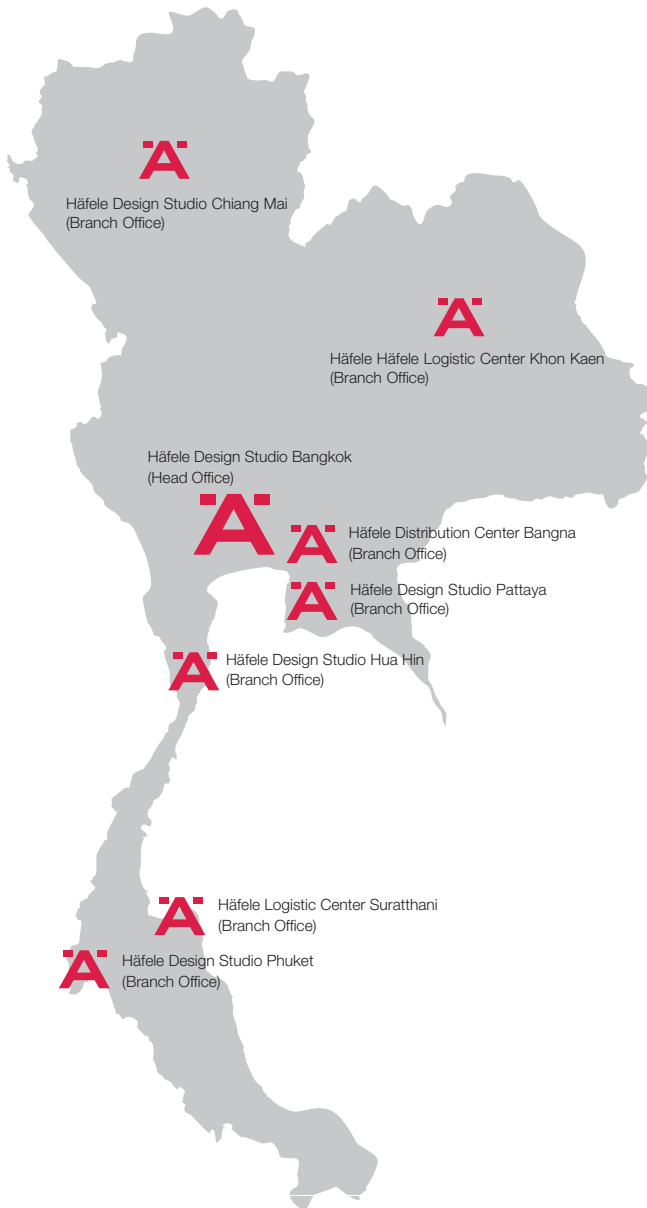 Häfele Design Studio Chiang Mai
(Branch Office)
Häfele Häfele Logistic Center Khon Kaen
(Branch Office)
Häfele Design Studio Bangkok
(Head Office)
Häfele Distribution Center Bangna
(Branch Office)
Häfele Design Studio Pattaya
(Branch Office)
Häfele Design Studio Hua Hin
(Branch Office)
Häfele Logistic Center Suratthani
(Branch Office)
Häfele Design Studio Phuket
(Branch Office)